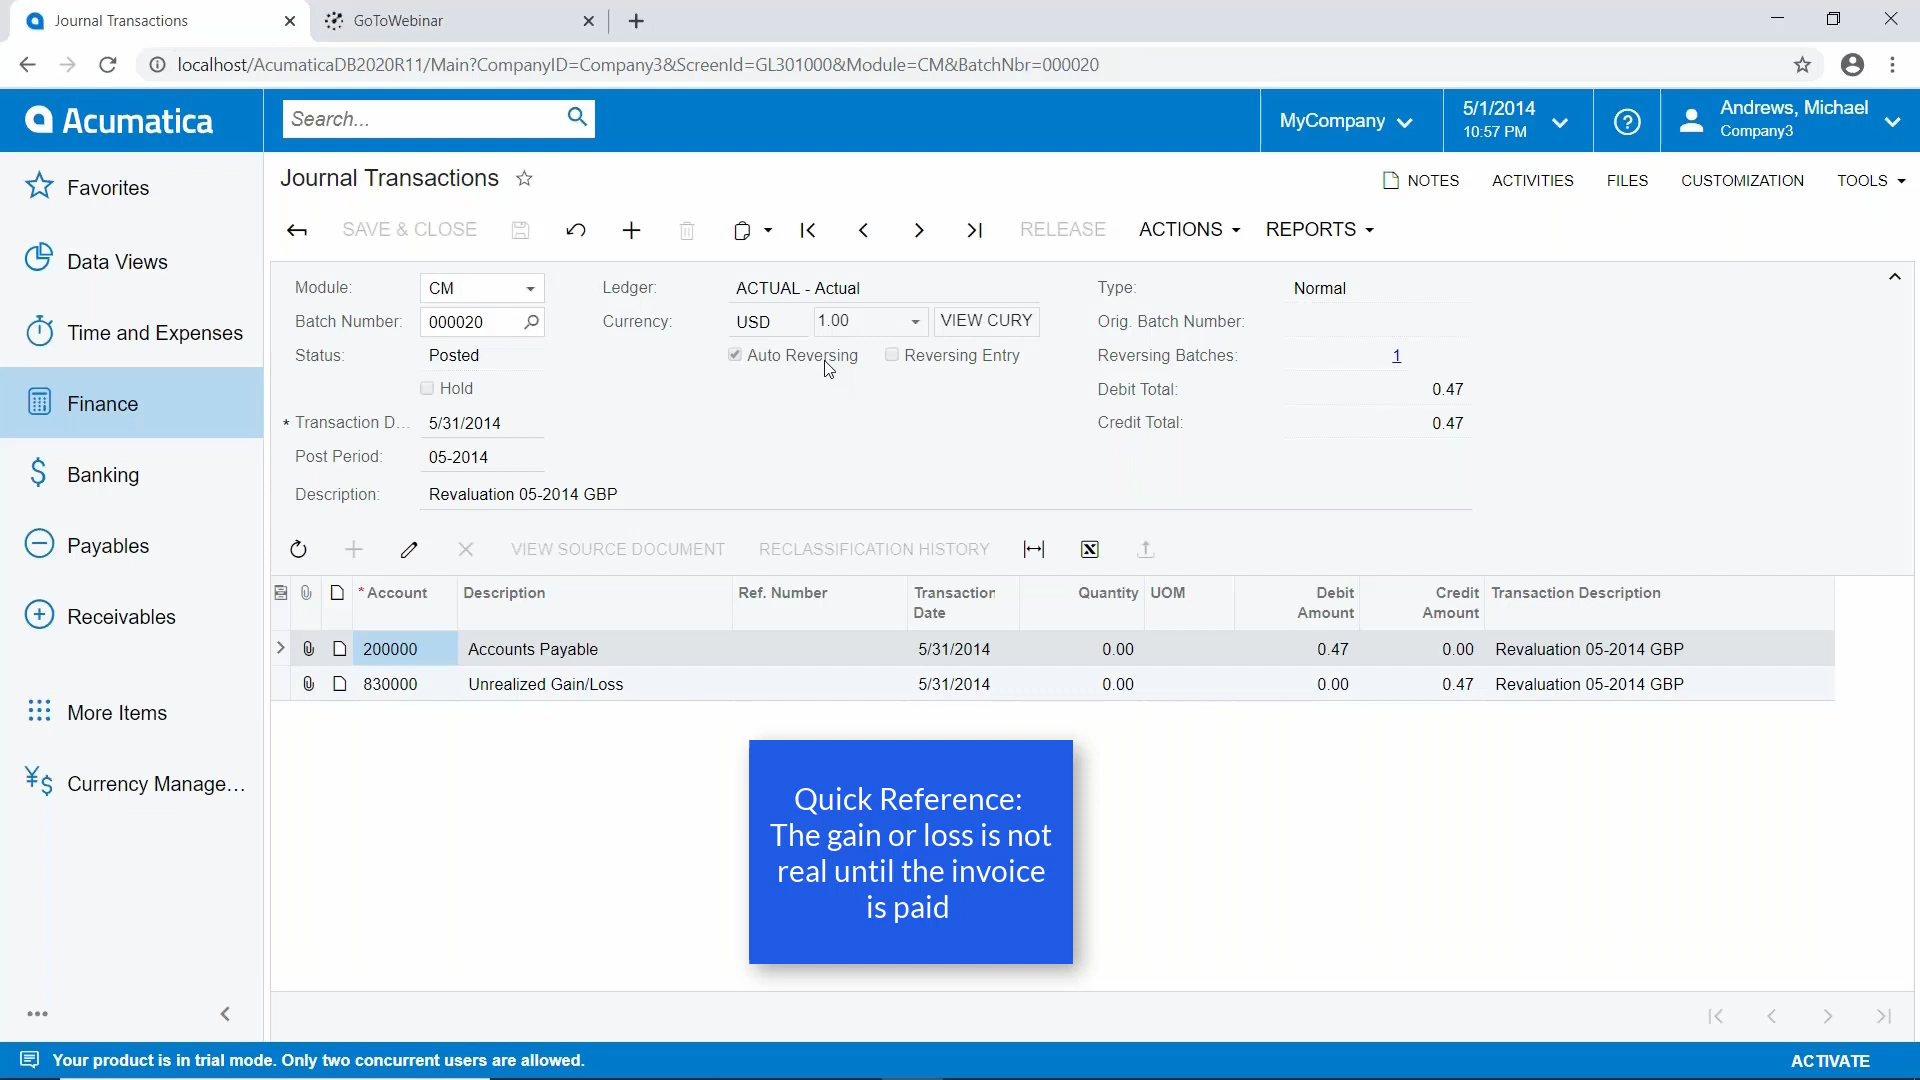 Journal Transactions
GoToWebinar
localhost/AcumaticaDB2020R11/Main?CompanyID=Company3&ScreenId=GL301000&Module=CM&BatchNbr=000020
Acumatica
Search...
MyCompany
5/1/2014
10:57 PM
Andrews, Michael
Company3
Favorites
Data Views
Time and Expenses
Finance
Banking
Payables
Receivables
More Items
Currency Manage...
Journal Transactions
NOTES ACTIVITIES FILES CUSTOMIZATION TOOLS
SAVE & CLOSE RELEASE ACTIONS REPORTS
Module: CM Ledger: ACTUAL - Actual Type: Normal
Batch Number: 000020 Currency: USD 1.00 VIEW CURY Orig. Batch Number:
Status: Posted Auto Reversing Reversing Entry Reversing Batches: 1
Hold Debit Total: 0.47
* Transaction D... 5/31/2014 Credit Total: 0.47
Post Period: 05-2014
Description: Revaluation 05-2014 GBP
VIEW SOURCE DOCUMENT RECLASSIFICATION HISTORY
* Account Description Ref. Number Transaction Date Quantity UOM Debit Amount Credit Amount Transaction Description
200000 Accounts Payable 5/31/2014 0.00 0.47 0.00 Revaluation 05-2014 GBP
830000 Unrealized Gain/Loss 5/31/2014 0.00 0.00 0.47 Revaluation 05-2014 GBP
Quick Reference:
The gain or loss is not
real until the invoice
is paid
Your product is in trial mode. Only two concurrent users are allowed.
ACTIVATE